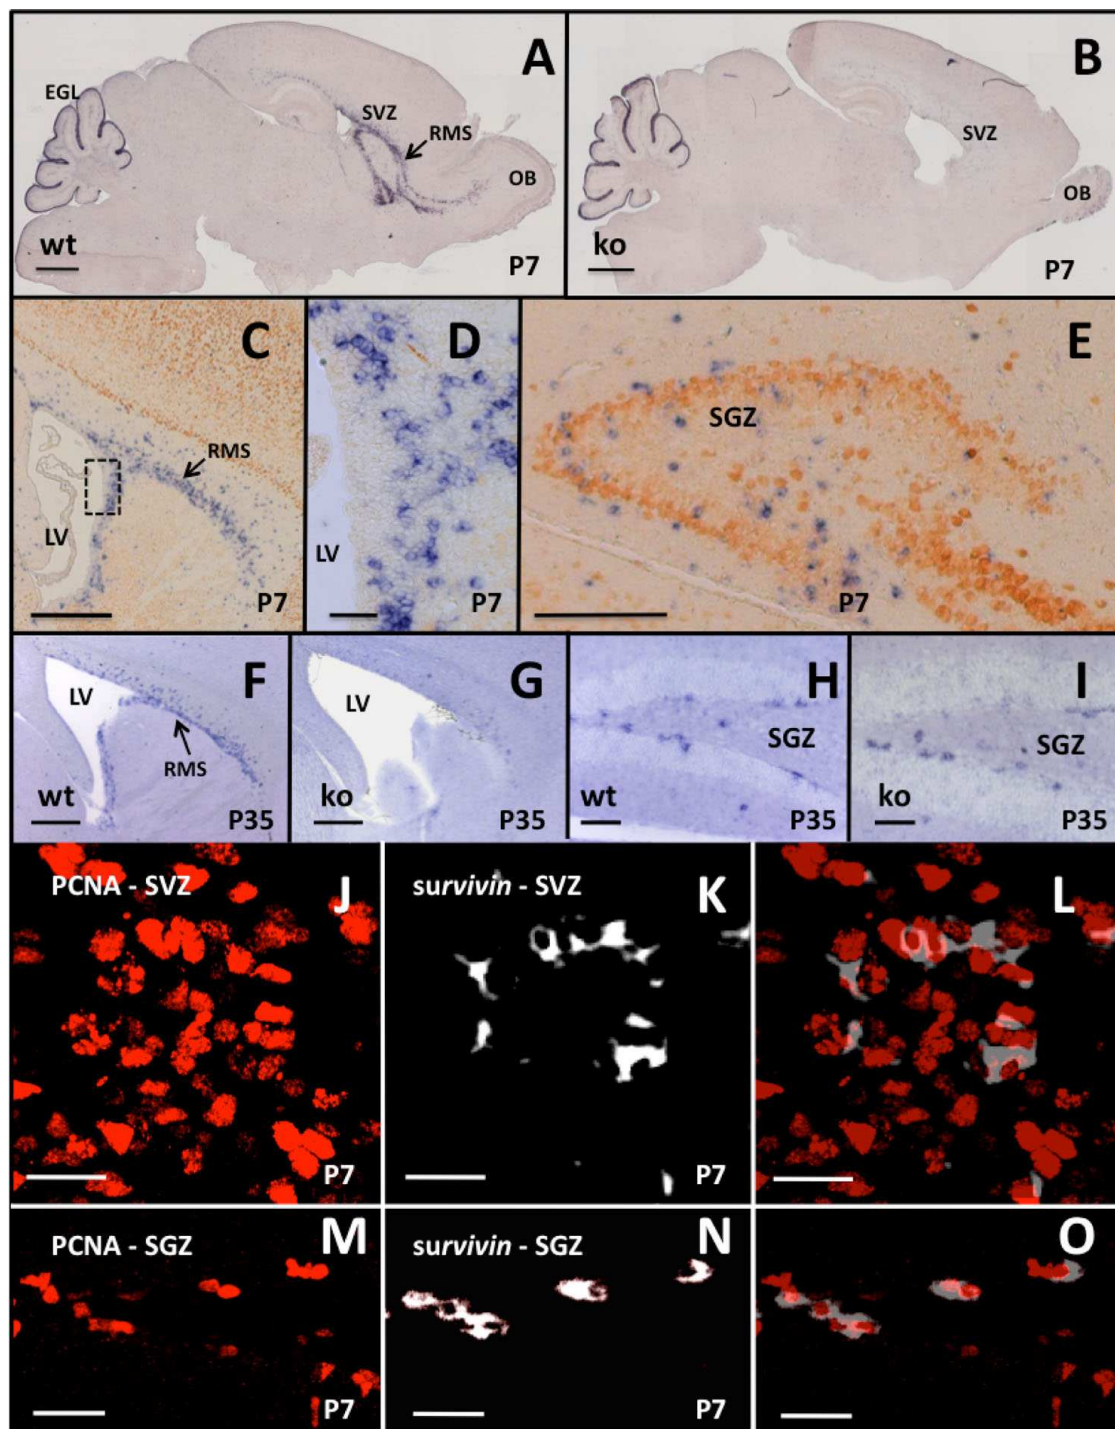 A
EGL
SVZ
RMS
OB
wt
P7
B
SVZ
OB
ko
P7
C
RMS
LV
P7
D
LV
P7
E
SGZ
P7
F
LV
RMS
wt
P35
G
LV
ko
P35
H
SGZ
wt
P35
I
SGZ
ko
P35
PCNA - SVZ
J
P7
survivin - SVZ
K
P7
L
PCNA - SGZ
M
P7
survivin - SGZ
N
P7
O